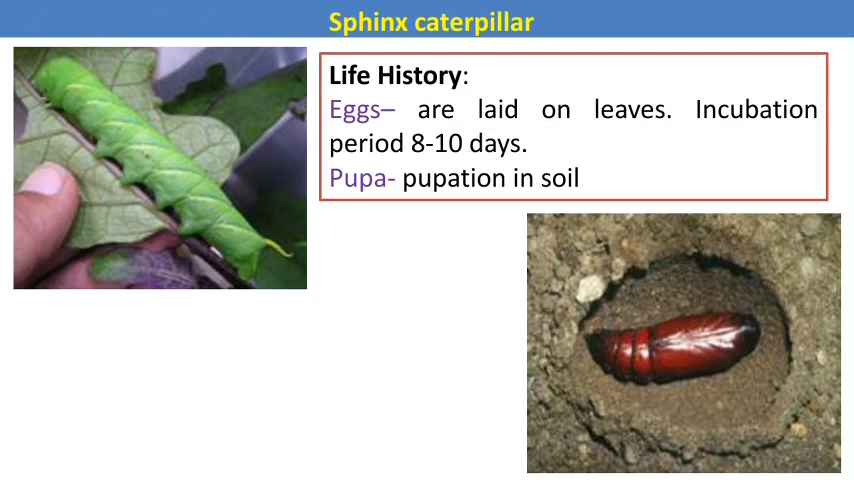 Sphinx caterpillar
Life History:
Eggs– are laid on leaves. Incubation
period 8-10 days.
Pupa- pupation in soil